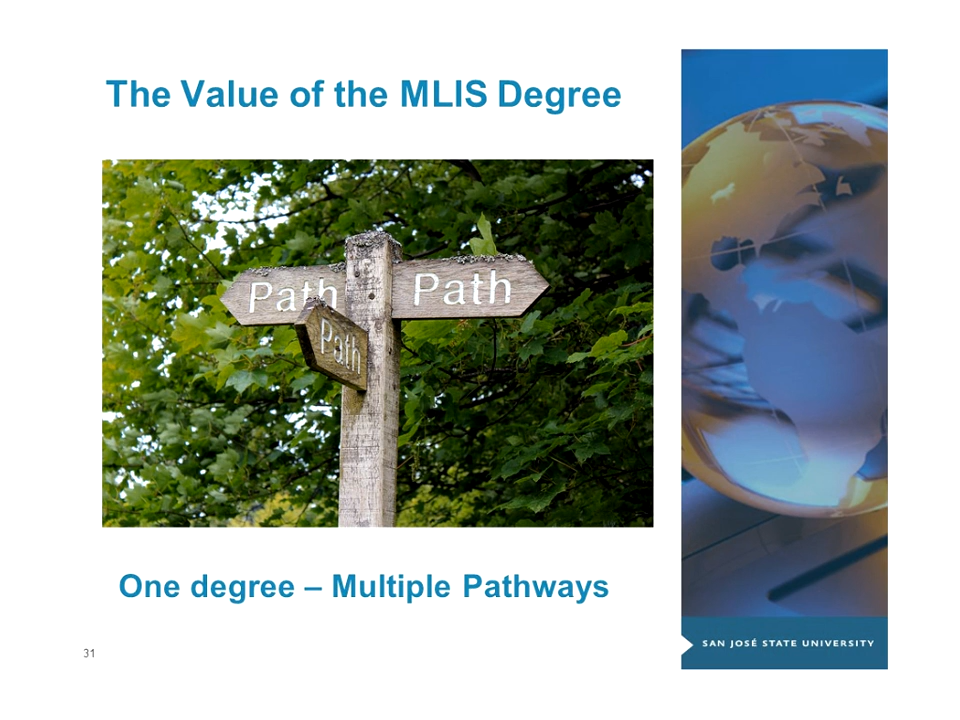 The Value of the MLIS Degree
Path
Path
Path
One degree – Multiple Pathways
31
SAN JOSÉ STATE UNIVERSITY